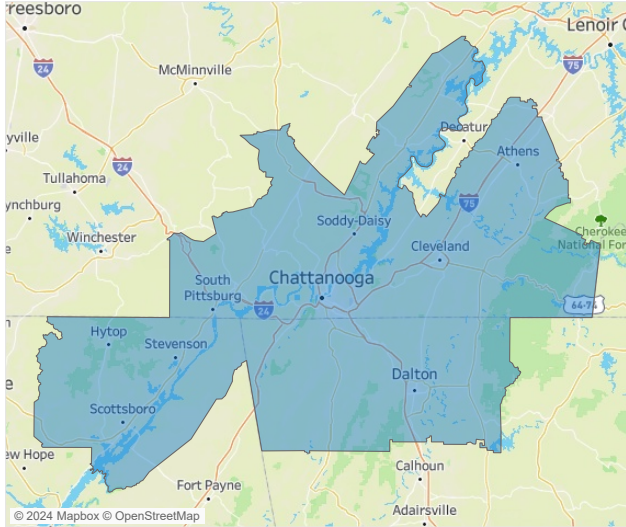 reesboro
Lenoir C
24
75
McMinnville
Decatur
yville
24
Athens
Tullahoma
75
ynchburg
Soddy-Daisy
Cherokee
National For
Winchester
Cleveland
South
Pittsburg
Chattanooga
24
64-74
Hytop
Stevenson
Dalton
Scottsboro
ew Hope
Calhoun
Fort Payne
Adairsville
© 2024 Mapbox © OpenStreetMap